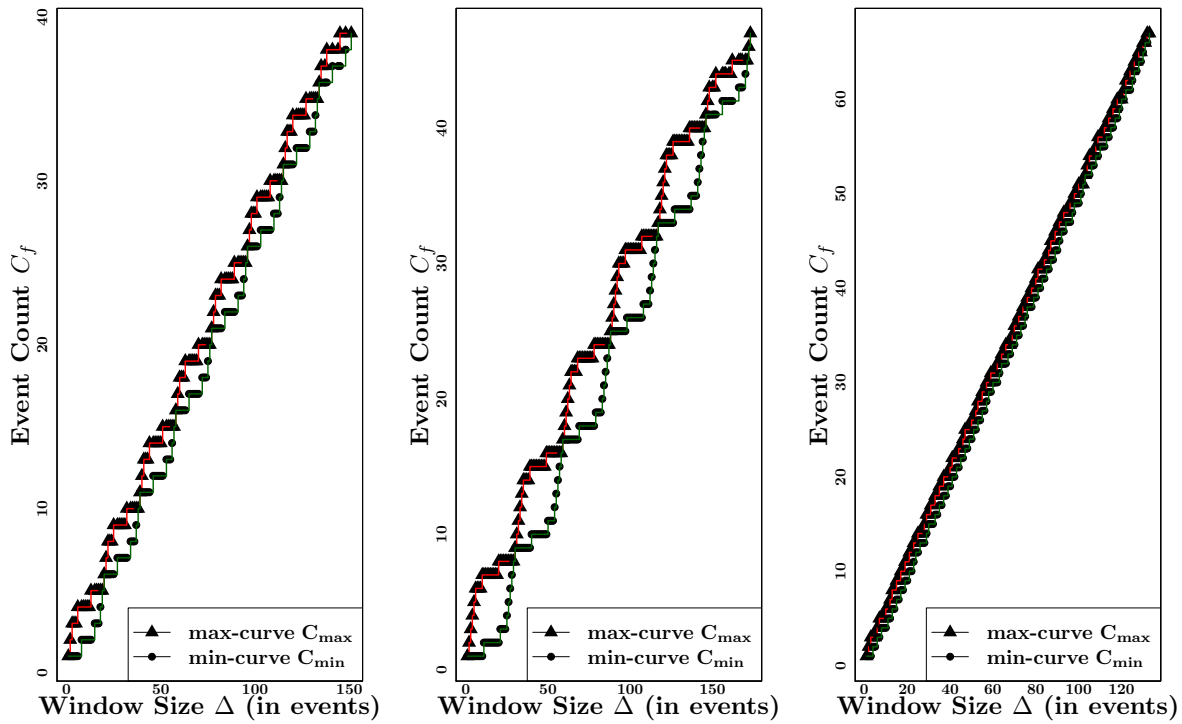 Event Count C_f
0
10
20
30
40
0
50
100
150
Window Size Δ (in events)
max-curve C_max
min-curve C_min
Event Count C_f
0
10
20
30
40
0
50
100
150
Window Size Δ (in events)
max-curve C_max
min-curve C_min
Event Count C_f
0
10
20
30
40
50
60
0
20
40
60
80
100
120
Window Size Δ (in events)
max-curve C_max
min-curve C_min